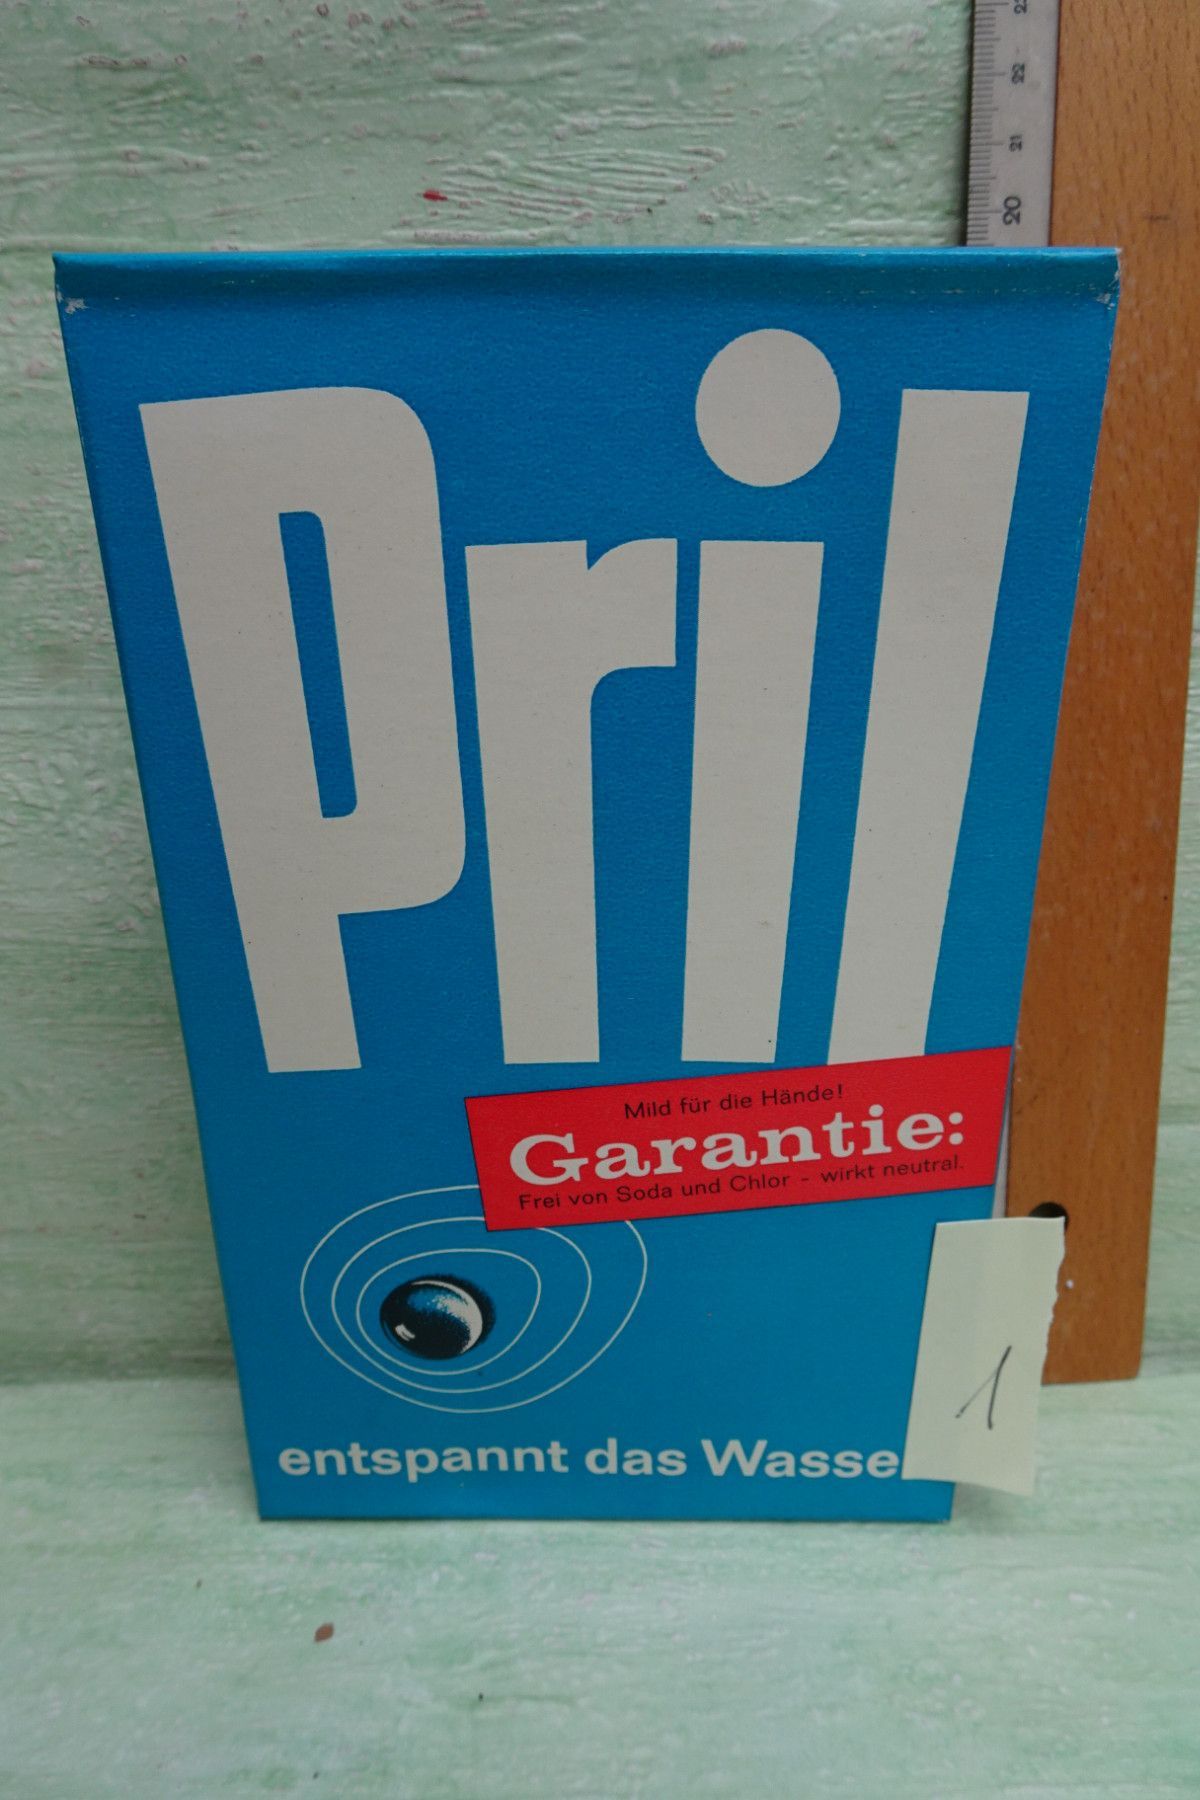 23
22
21
20
Pril
Mild für die Hände!
Garantie:
Frei von Soda und Chlor – wirkt neutral.
entspannt das Wasse
1